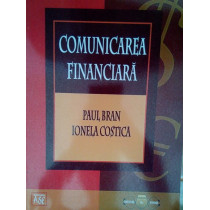 COMUNICAREA
FINANCIARĂ
PAUL BRAN
IONELA COSTICĂ